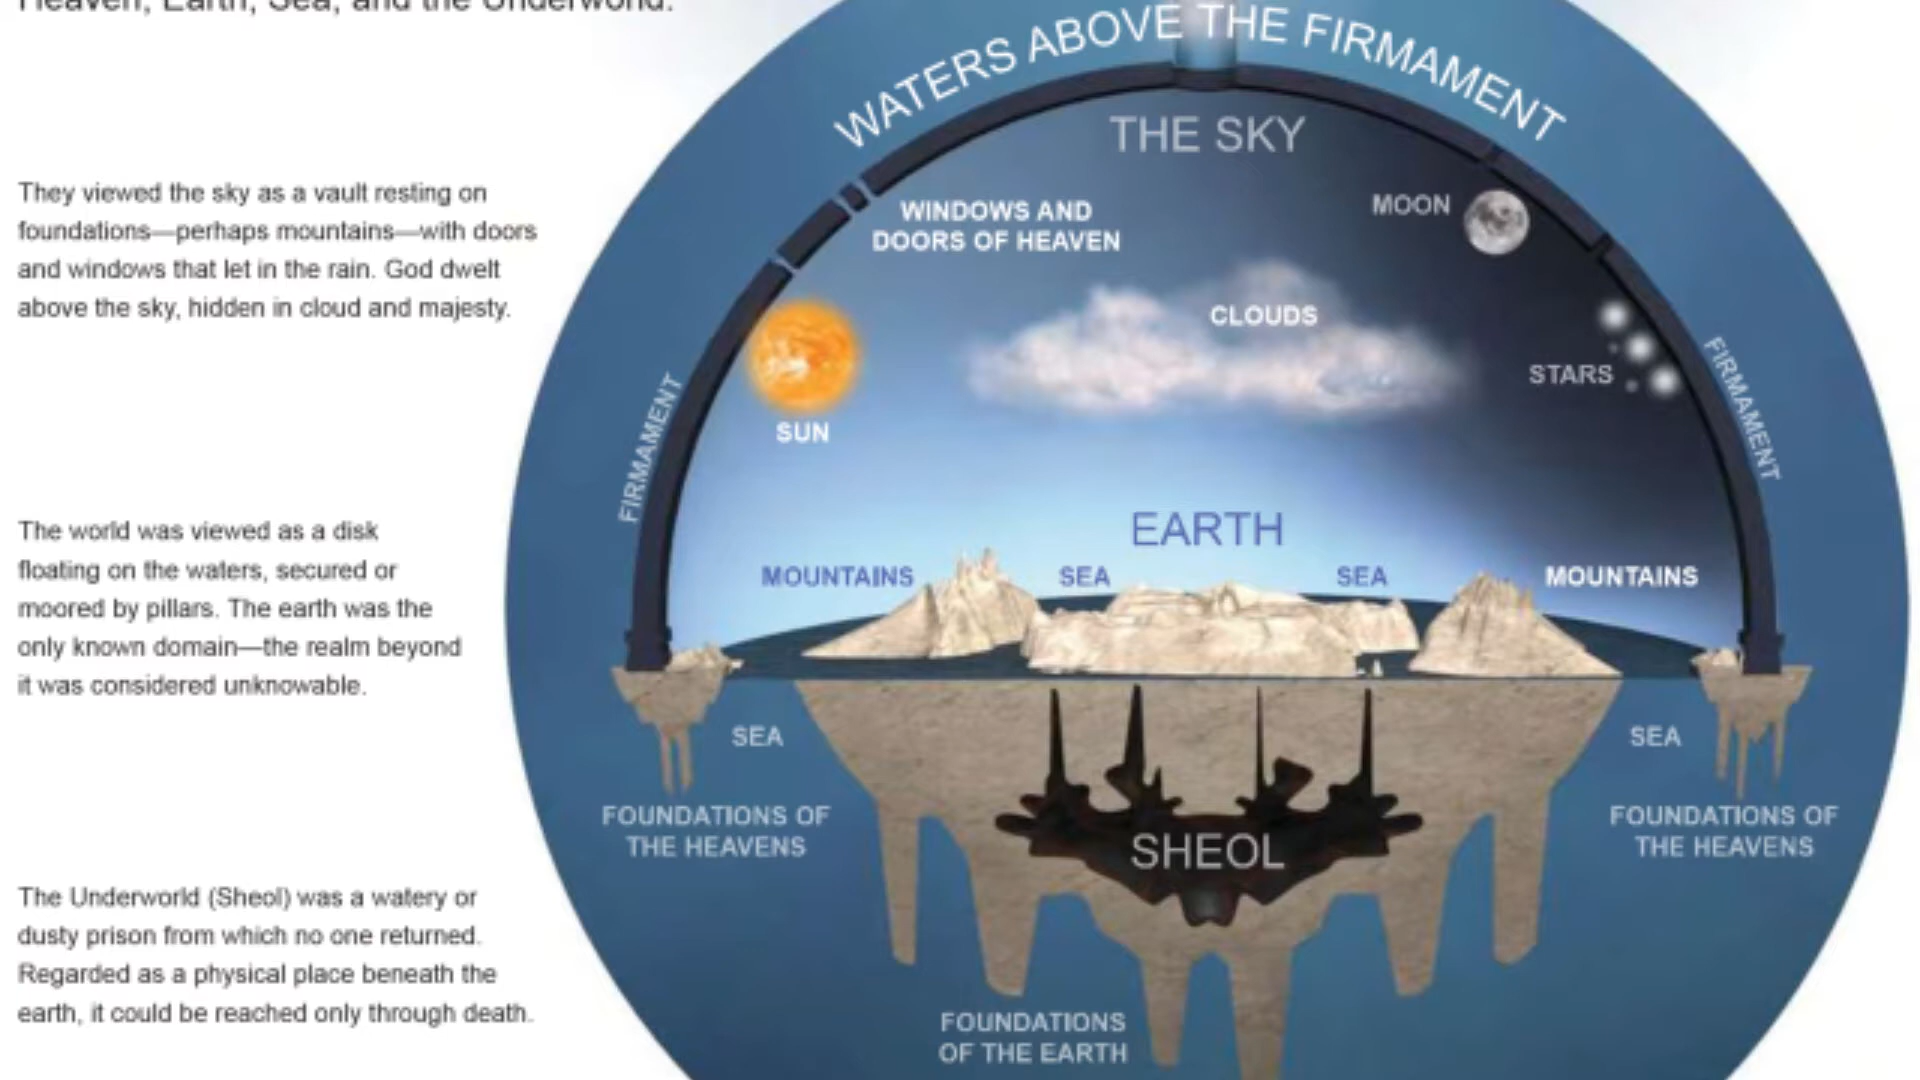 Heaven, Earth, Sea, and the Underworld.
They viewed the sky as a vault resting on
foundations—perhaps mountains—with doors
and windows that let in the rain. God dwelt
above the sky, hidden in cloud and majesty.
The world was viewed as a disk
floating on the waters, secured or
moored by pillars. The earth was the
only known domain—the realm beyond
it was considered unknowable.
The Underworld (Sheol) was a watery or
dusty prison from which no one returned.
Regarded as a physical place beneath the
earth, it could be reached only through death.
WATERS ABOVE THE FIRMAMENT
THE SKY
WINDOWS AND
DOORS OF HEAVEN
MOON
CLOUDS
STARS
SUN
FIRMAMENT
FIRMAMENT
EARTH
MOUNTAINS
SEA
SEA
MOUNTAINS
SEA
SEA
FOUNDATIONS OF
THE HEAVENS
FOUNDATIONS OF
THE HEAVENS
SHEOL
FOUNDATIONS
OF THE EARTH